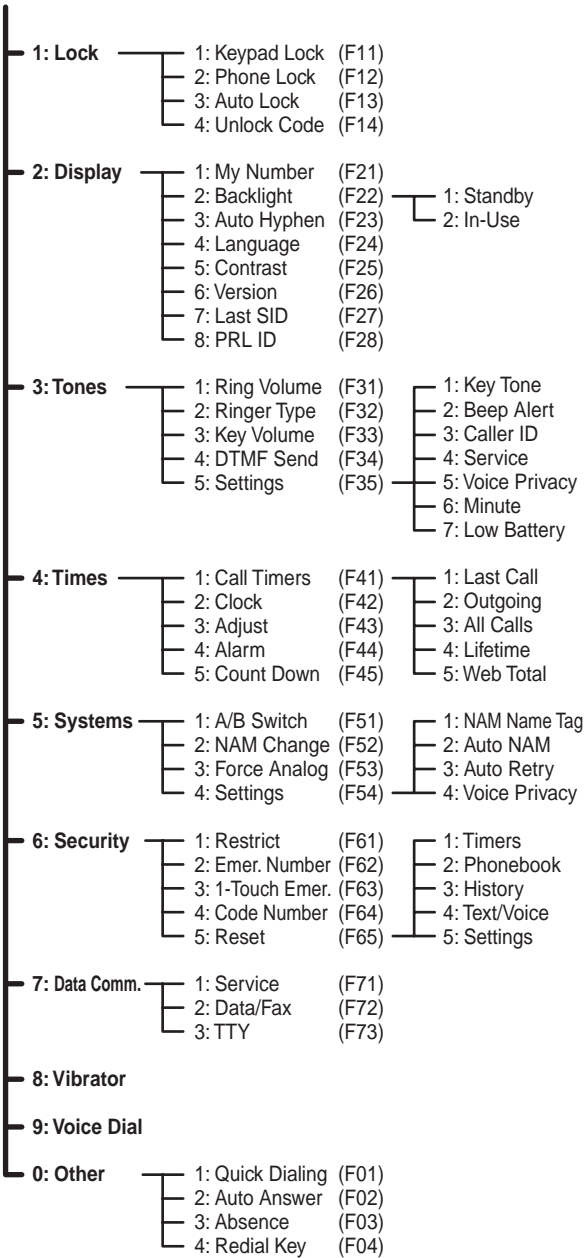 1: Lock 1: Keypad Lock (F11)
2: Phone Lock (F12)
3: Auto Lock (F13)
4: Unlock Code (F14)
2: Display 1: My Number (F21)
2: Backlight (F22) 1: Standby
3: Auto Hyphen (F23) 2: In-Use
4: Language (F24)
5: Contrast (F25)
6: Version (F26)
7: Last SID (F27)
8: PRL ID (F28)
3: Tones 1: Ring Volume (F31) 1: Key Tone
2: Ringer Type (F32) 2: Beep Alert
3: Key Volume (F33) 3: Caller ID
4: DTMF Send (F34) 4: Service
5: Settings (F35) 5: Voice Privacy
6: Minute
7: Low Battery
4: Times 1: Call Timers (F41) 1: Last Call
2: Clock (F42) 2: Outgoing
3: Adjust (F43) 3: All Calls
4: Alarm (F44) 4: Lifetime
5: Count Down (F45) 5: Web Total
5: Systems 1: A/B Switch (F51) 1: NAM Name Tag
2: NAM Change (F52) 2: Auto NAM
3: Force Analog (F53) 3: Auto Retry
4: Settings (F54) 4: Voice Privacy
6: Security 1: Restrict (F61) 1: Timers
2: Emer. Number (F62) 2: Phonebook
3: 1-Touch Emer. (F63) 3: History
4: Code Number (F64) 4: Text/Voice
5: Reset (F65) 5: Settings
7: Data Comm. 1: Service (F71)
2: Data/Fax (F72)
3: TTY (F73)
8: Vibrator
9: Voice Dial
0: Other 1: Quick Dialing (F01)
2: Auto Answer (F02)
3: Absence (F03)
4: Redial Key (F04)